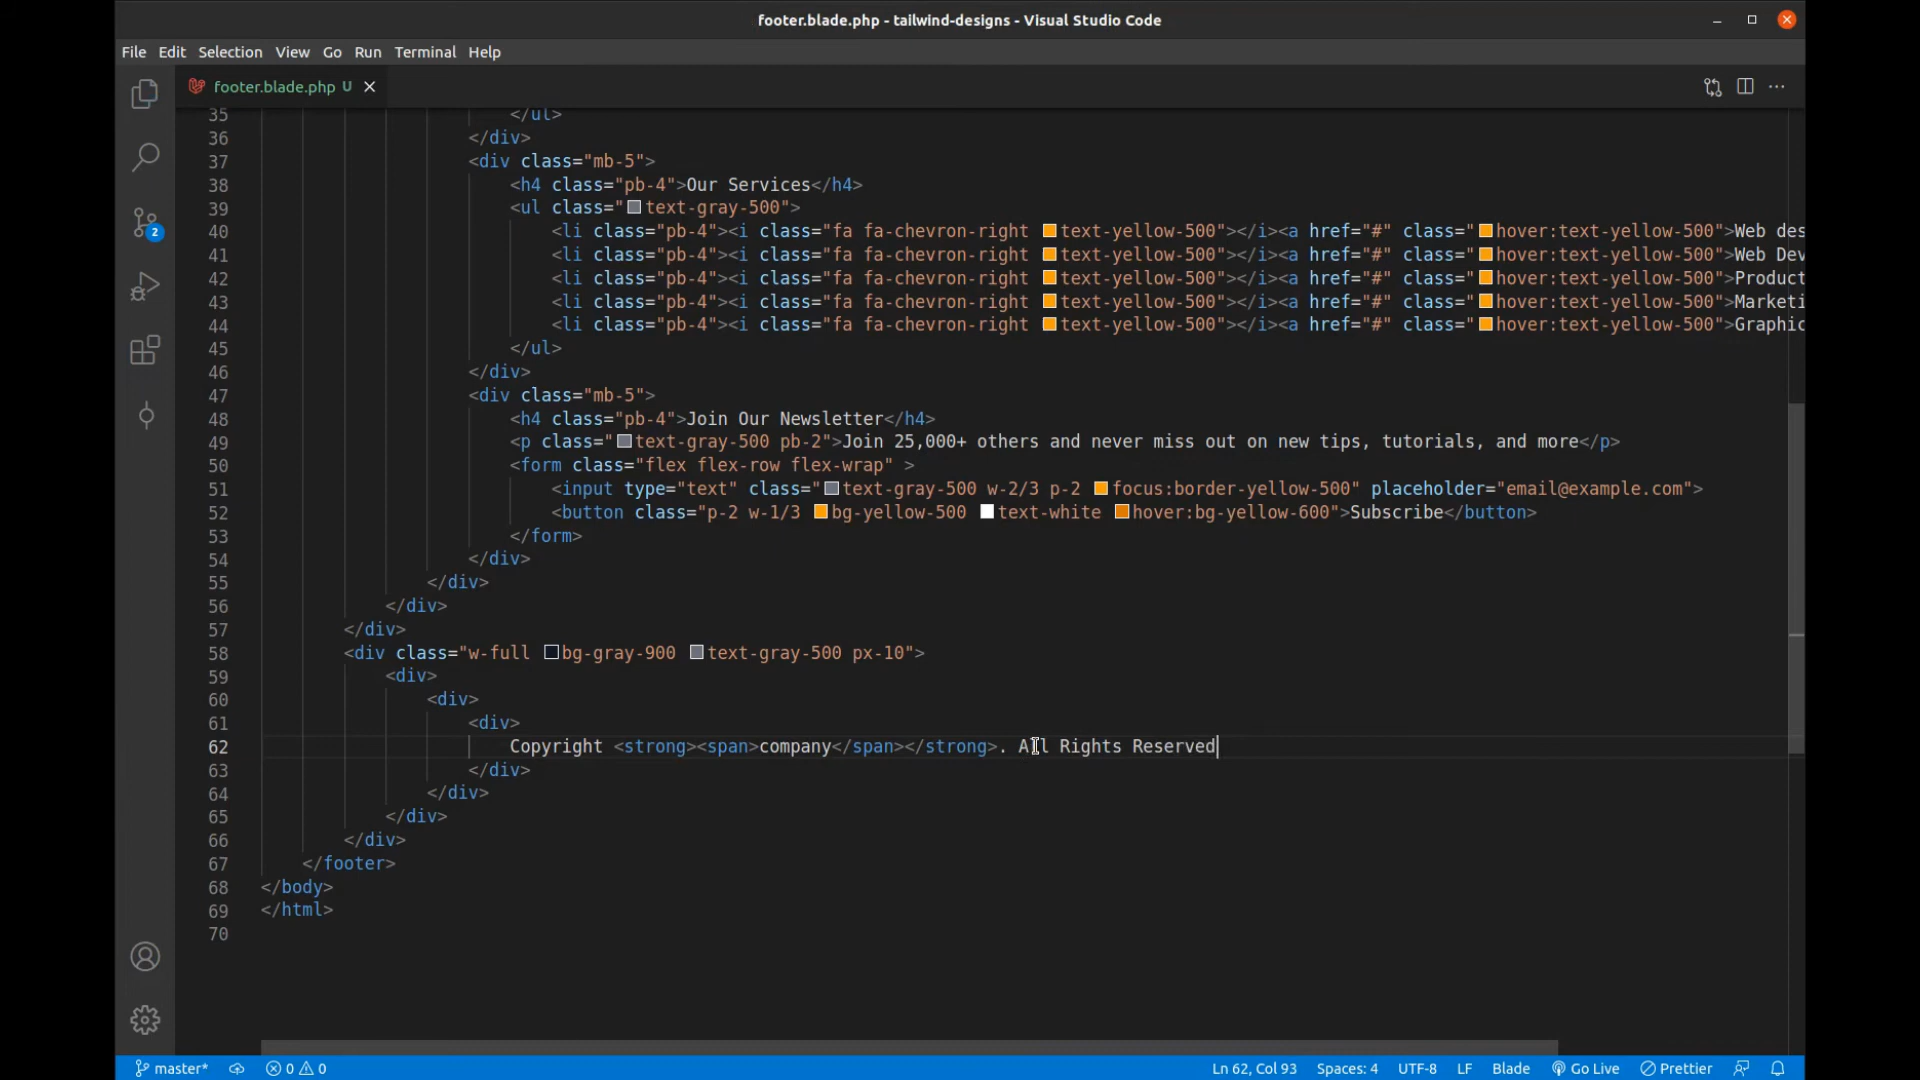 footer.blade.php - tailwind-designs - Visual Studio Code
File Edit Selection View Go Run Terminal Help
footer.blade.php U
35 </ul>
36 </div>
37 <div class="mb-5">
38 <h4 class="pb-4">Our Services</h4>
39 <ul class="text-gray-500">
40 <li class="pb-4"><i class="fa fa-chevron-right text-yellow-500"></i><a href="#" class="hover:text-yellow-500">Web des
41 <li class="pb-4"><i class="fa fa-chevron-right text-yellow-500"></i><a href="#" class="hover:text-yellow-500">Web Dev
42 <li class="pb-4"><i class="fa fa-chevron-right text-yellow-500"></i><a href="#" class="hover:text-yellow-500">Product
43 <li class="pb-4"><i class="fa fa-chevron-right text-yellow-500"></i><a href="#" class="hover:text-yellow-500">Marketi
44 <li class="pb-4"><i class="fa fa-chevron-right text-yellow-500"></i><a href="#" class="hover:text-yellow-500">Graphic
45 </ul>
46 </div>
47 <div class="mb-5">
48 <h4 class="pb-4">Join Our Newsletter</h4>
49 <p class="text-gray-500 pb-2">Join 25,000+ others and never miss out on new tips, tutorials, and more</p>
50 <form class="flex flex-row flex-wrap" >
51 <input type="text" class="text-gray-500 w-2/3 p-2 focus:border-yellow-500" placeholder="email@example.com">
52 <button class="p-2 w-1/3 bg-yellow-500 text-white hover:bg-yellow-600">Subscribe</button>
53 </form>
54 </div>
55 </div>
56 </div>
57 </div>
58 <div class="w-full bg-gray-900 text-gray-500 px-10">
59 <div>
60 <div>
61 <div>
62 Copyright <strong><span>company</span></strong>. All Rights Reserved
63 </div>
64 </div>
65 </div>
66 </div>
67 </footer>
68 </body>
69 </html>
70
2
master* 0 0 Ln 62, Col 93 Spaces: 4 UTF-8 LF Blade Go Live Prettier